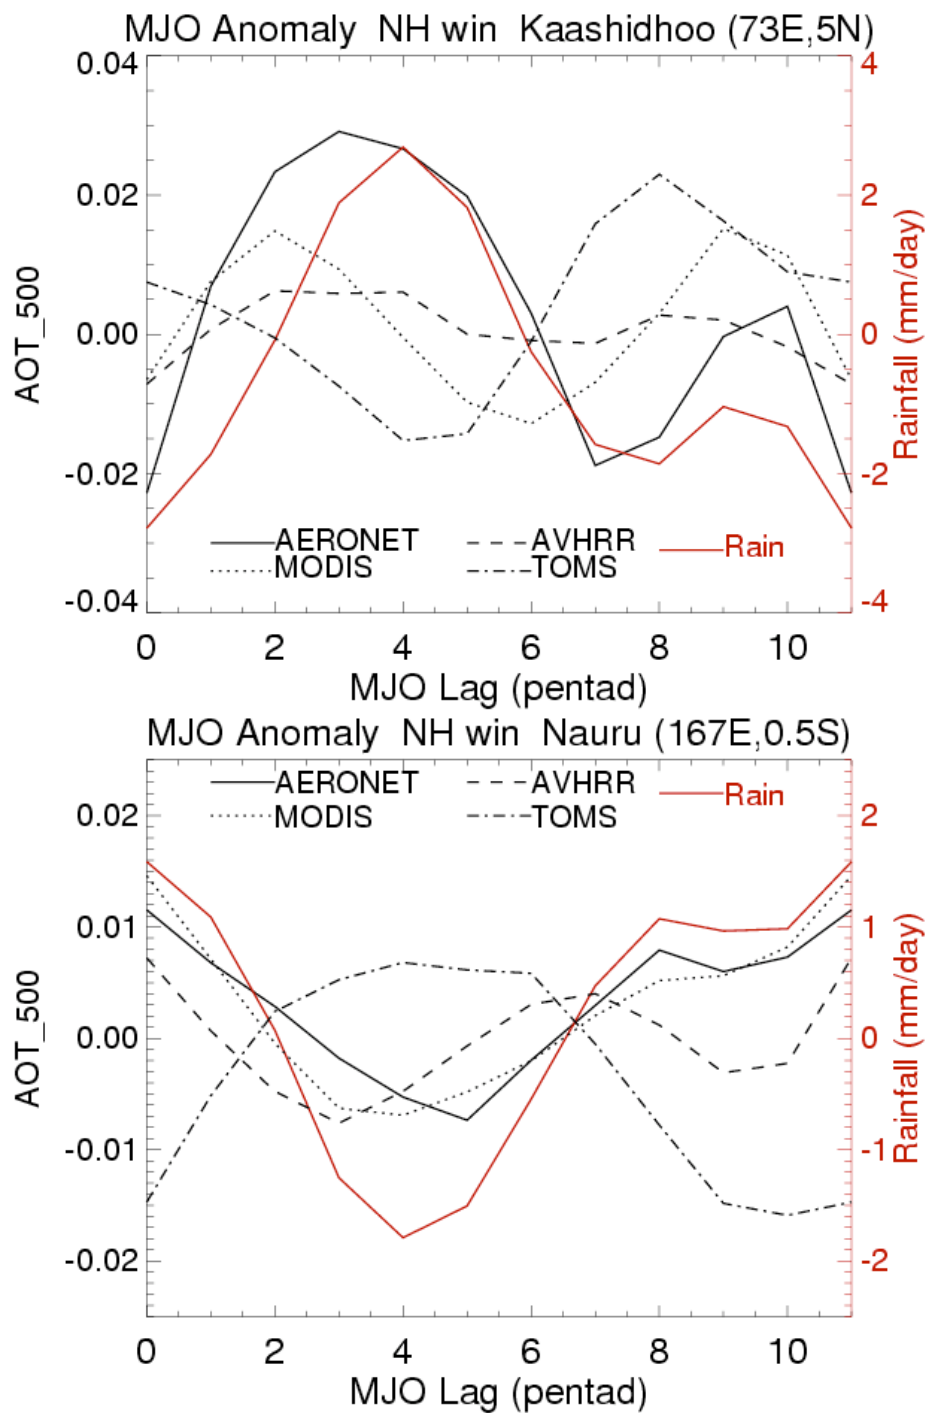 MJO Anomaly NH win Kaashidhoo (73E,5N)
0.04
0.02
0.00
-0.02
-0.04
AOT_500
4
2
0
-2
-4
Rainfall (mm/day)
AERONET AVHRR Rain
MODIS TOMS
0 2 4 6 8 10
MJO Lag (pentad)
MJO Anomaly NH win Nauru (167E,0.5S)
AERONET AVHRR Rain
MODIS TOMS
0.02
0.01
0.00
-0.01
-0.02
AOT_500
2
1
0
-1
-2
Rainfall (mm/day)
0 2 4 6 8 10
MJO Lag (pentad)